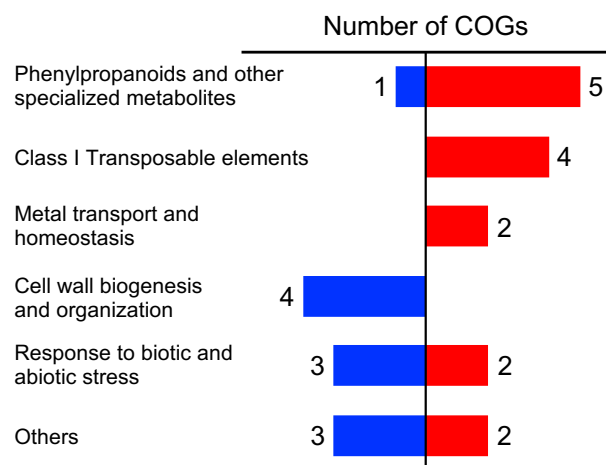 Number of COGs
Phenylpropanoids and other
specialized metabolites
1
5
Class I Transposable elements
4
Metal transport and
homeostasis
2
Cell wall biogenesis
and organization
4
Response to biotic and
abiotic stress
3
2
Others
3
2